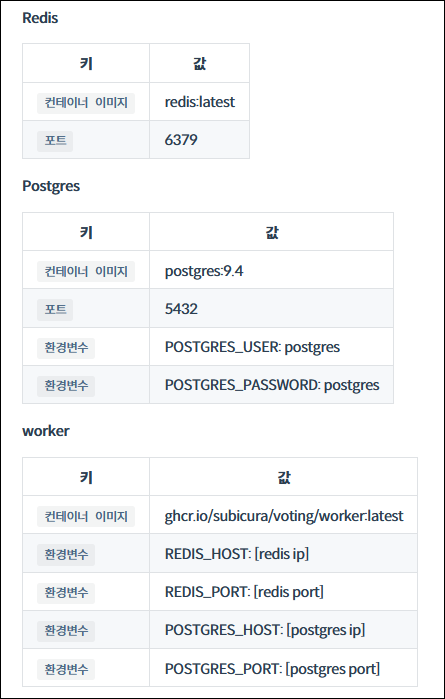 Redis
키 값
컨테이너 이미지 redis:latest
포트 6379
Postgres
키 값
컨테이너 이미지 postgres:9.4
포트 5432
환경변수 POSTGRES_USER: postgres
환경변수 POSTGRES_PASSWORD: postgres
worker
키 값
컨테이너 이미지 ghcr.io/subicura/voting/worker:latest
환경변수 REDIS_HOST: [redis ip]
환경변수 REDIS_PORT: [redis port]
환경변수 POSTGRES_HOST: [postgres ip]
환경변수 POSTGRES_PORT: [postgres port]